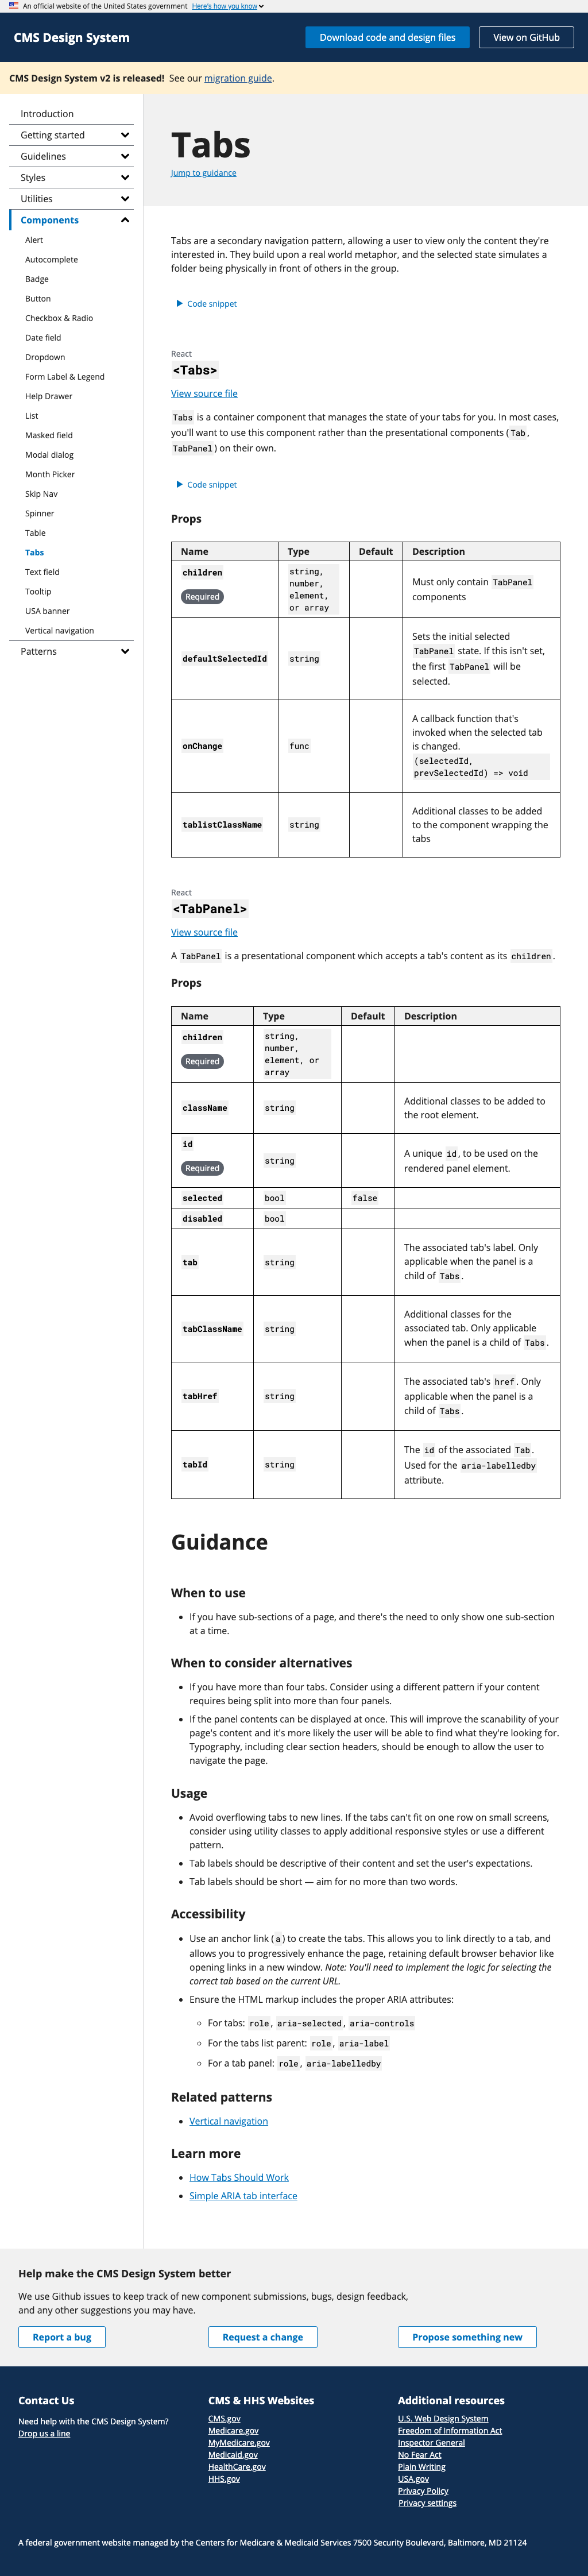 An official website of the United States government Here's how you know
CMS Design System
Download code and design files
View on GitHub
CMS Design System v2 is released! See our migration guide.
Introduction
Getting started
Guidelines
Styles
Utilities
Components
Alert
Autocomplete
Badge
Button
Checkbox & Radio
Date field
Dropdown
Form Label & Legend
Help Drawer
List
Masked field
Modal dialog
Month Picker
Skip Nav
Spinner
Table
Tabs
Text field
Tooltip
USA banner
Vertical navigation
Patterns
Tabs
Jump to guidance
Tabs are a secondary navigation pattern, allowing a user to view only the content they're
interested in. They build upon a real world metaphor, and the selected state simulates a
folder being physically in front of others in the group.
Code snippet
React
<Tabs>
View source file
Tabs is a container component that manages the state of your tabs for you. In most cases,
you'll want to use this component rather than the presentational components (Tab,
TabPanel) on their own.
Code snippet
Props
Name Type Default Description
children
Required
string,
number,
element,
or array
Must only contain TabPanel
components
defaultSelectedId
string
Sets the initial selected
TabPanel state. If this isn't set,
the first TabPanel will be
selected.
onChange
func
A callback function that's
invoked when the selected tab
is changed.
(selectedId,
prevSelectedId) => void
tablistClassName
string
Additional classes to be added
to the component wrapping the
tabs
React
<TabPanel>
View source file
A TabPanel is a presentational component which accepts a tab's content as its children.
Props
Name Type Default Description
children
Required
string,
number,
element, or
array
className
string
Additional classes to be added to
the root element.
id
Required
string
A unique id, to be used on the
rendered panel element.
selected bool false
disabled bool
tab
string
The associated tab's label. Only
applicable when the panel is a
child of Tabs.
tabClassName
string
Additional classes for the
associated tab. Only applicable
when the panel is a child of Tabs.
tabHref
string
The associated tab's href. Only
applicable when the panel is a
child of Tabs.
tabId
string
The id of the associated Tab.
Used for the aria-labelledby
attribute.
Guidance
When to use
If you have sub-sections of a page, and there's the need to only show one sub-section
at a time.
When to consider alternatives
If you have more than four tabs. Consider using a different pattern if your content
requires being split into more than four panels.
If the panel contents can be displayed at once. This will improve the scanability of your
page's content and it's more likely the user will be able to find what they're looking for.
Typography, including clear section headers, should be enough to allow the user to
navigate the page.
Usage
Avoid overflowing tabs to new lines. If the tabs can't fit on one row on small screens,
consider using utility classes to apply additional responsive styles or use a different
pattern.
Tab labels should be descriptive of their content and set the user's expectations.
Tab labels should be short — aim for no more than two words.
Accessibility
Use an anchor link (a) to create the tabs. This allows you to link directly to a tab, and
allows you to progressively enhance the page, retaining default browser behavior like
opening links in a new window. Note: You'll need to implement the logic for selecting the
correct tab based on the current URL.
Ensure the HTML markup includes the proper ARIA attributes:
For tabs: role, aria-selected, aria-controls
For the tabs list parent: role, aria-label
For a tab panel: role, aria-labelledby
Related patterns
Vertical navigation
Learn more
How Tabs Should Work
Simple ARIA tab interface
Help make the CMS Design System better
We use Github issues to keep track of new component submissions, bugs, design feedback,
and any other suggestions you may have.
Report a bug
Request a change
Propose something new
Contact Us
Need help with the CMS Design System?
Drop us a line
CMS & HHS Websites
CMS.gov
Medicare.gov
MyMedicare.gov
Medicaid.gov
HealthCare.gov
HHS.gov
Additional resources
U.S. Web Design System
Freedom of Information Act
Inspector General
No Fear Act
Plain Writing
USA.gov
Privacy Policy
Privacy settings
A federal government website managed by the Centers for Medicare & Medicaid Services 7500 Security Boulevard, Baltimore, MD 21124